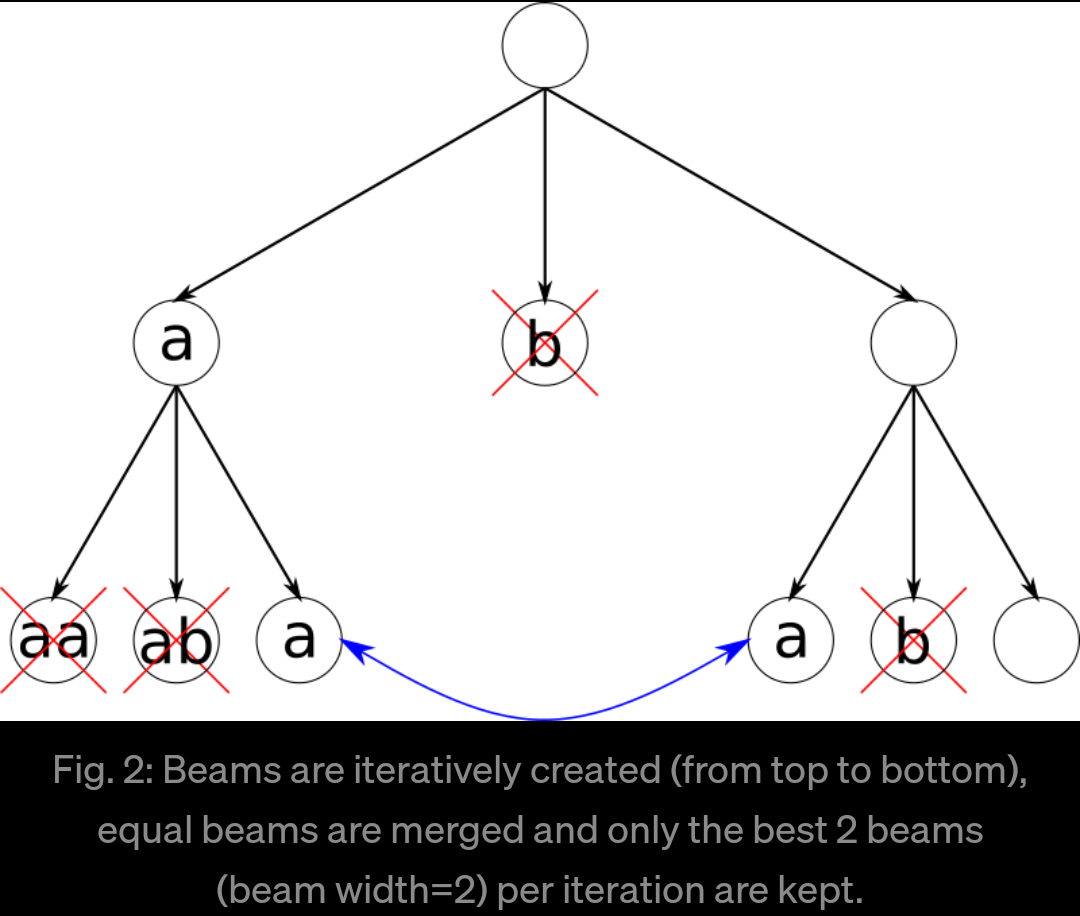 a
b
aa
ab
a
a
b
Fig. 2: Beams are iteratively created (from top to bottom),
equal beams are merged and only the best 2 beams
(beam width=2) per iteration are kept.